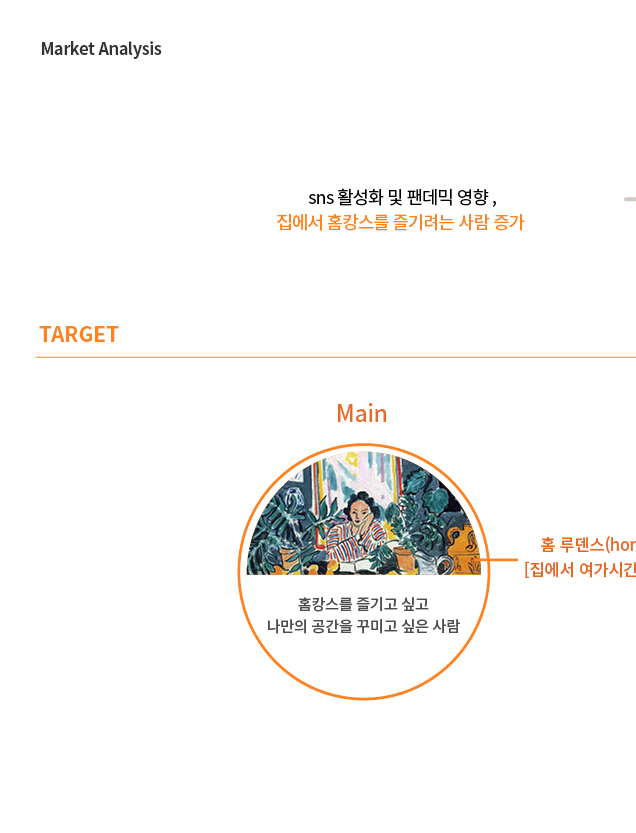 Market Analysis
sns 활성화 및 팬데믹 영향 ,
집에서 홈캉스를 즐기려는 사람 증가
TARGET
Main
홈 루덴스(hor
[집에서 여가시간
홈캉스를 즐기고 싶고
나만의 공간을 꾸미고 싶은 사람